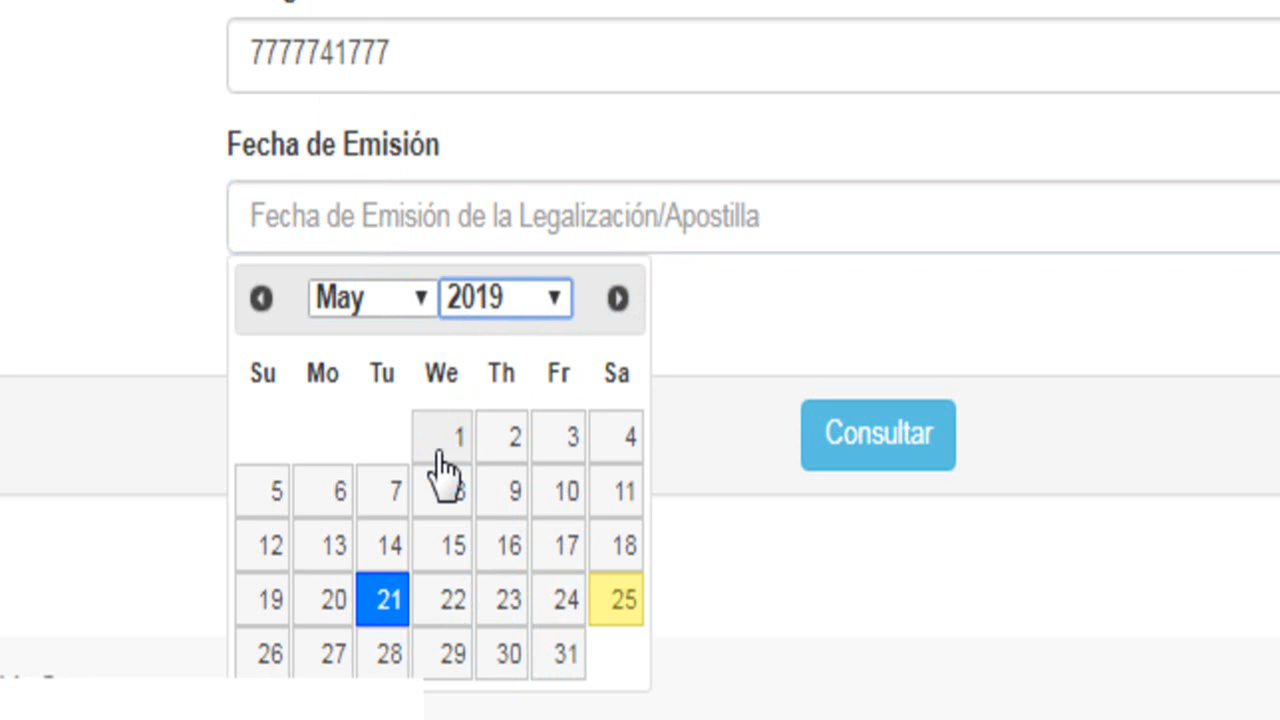 7777741777
Fecha de Emisión
Fecha de Emisión de la Legalización/Apostilla
May 2019
Su Mo Tu We Th Fr Sa
1 2 3 4
5 6 7 8 9 10 11
Consultar
12 13 14 15 16 17 18
19 20 21 22 23 24 25
26 27 28 29 30 31